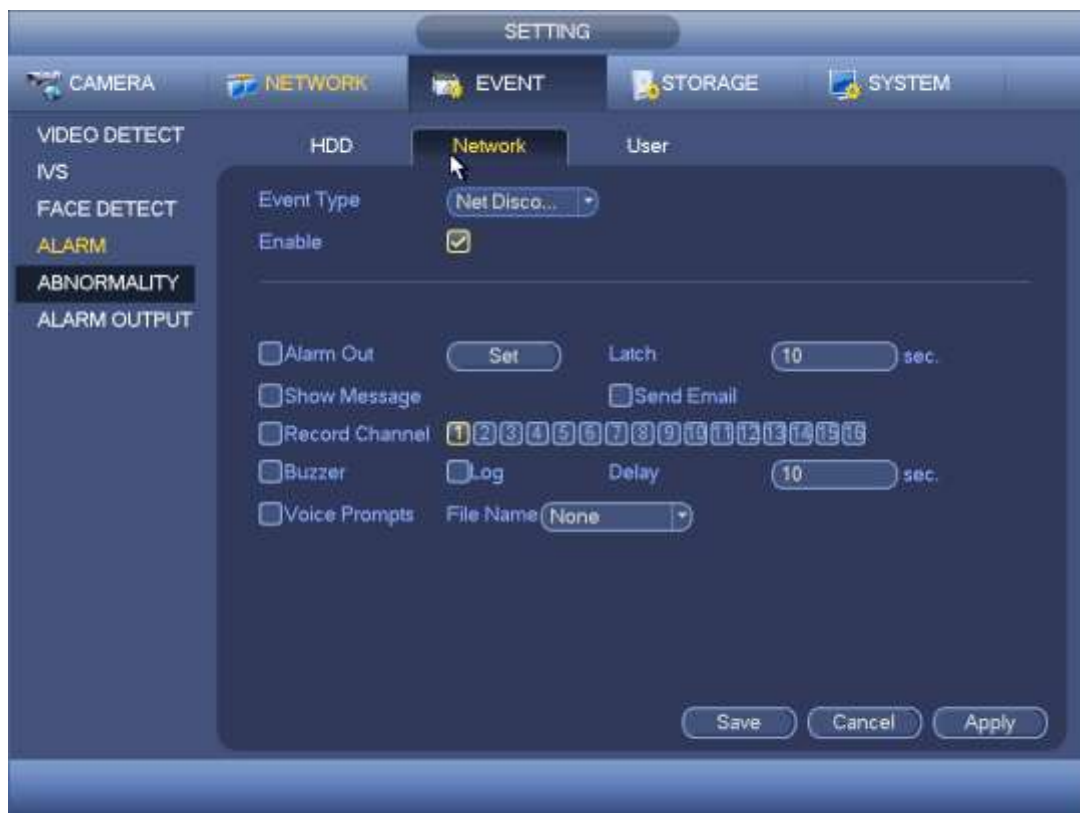 SETTING
CAMERA NETWORK EVENT STORAGE SYSTEM
VIDEO DETECT
IVS
FACE DETECT
ALARM
ABNORMALITY
ALARM OUTPUT
HDD Network User
Event Type Net Disco...
Enable
Alarm Out Set Latch 10 sec.
Show Message Send Email
Record Channel 1 2 3 4 5 6 7 8 9 10 11 12 13 14 15 16
Buzzer Log Delay 10 sec.
Voice Prompts File Name None
Save Cancel Apply